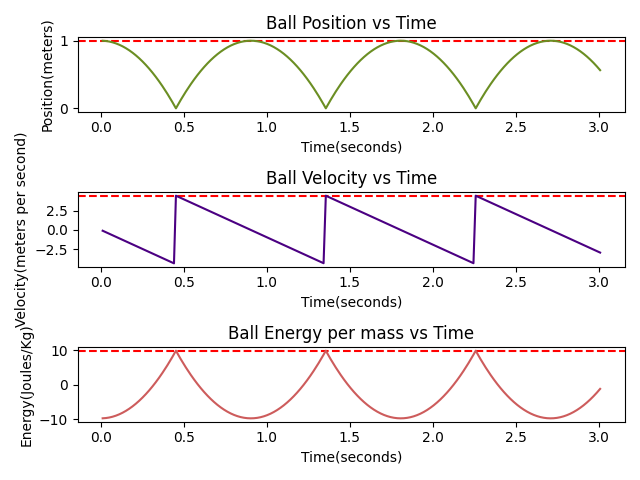 Ball Position vs Time
Position(meters)
1
0
0.0 0.5 1.0 1.5 2.0 2.5 3.0
Time(seconds)
Ball Velocity vs Time
Velocity(meters per second)
2.5
0.0
−2.5
0.0 0.5 1.0 1.5 2.0 2.5 3.0
Time(seconds)
Ball Energy per mass vs Time
Energy(Joules/Kg)
10
0
−10
0.0 0.5 1.0 1.5 2.0 2.5 3.0
Time(seconds)